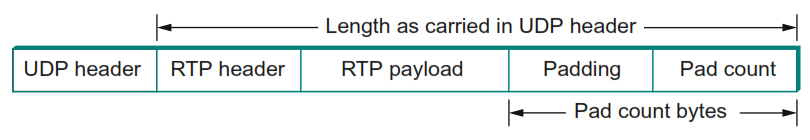 Length as carried in UDP header
UDP header RTP header RTP payload Padding Pad count
Pad count bytes